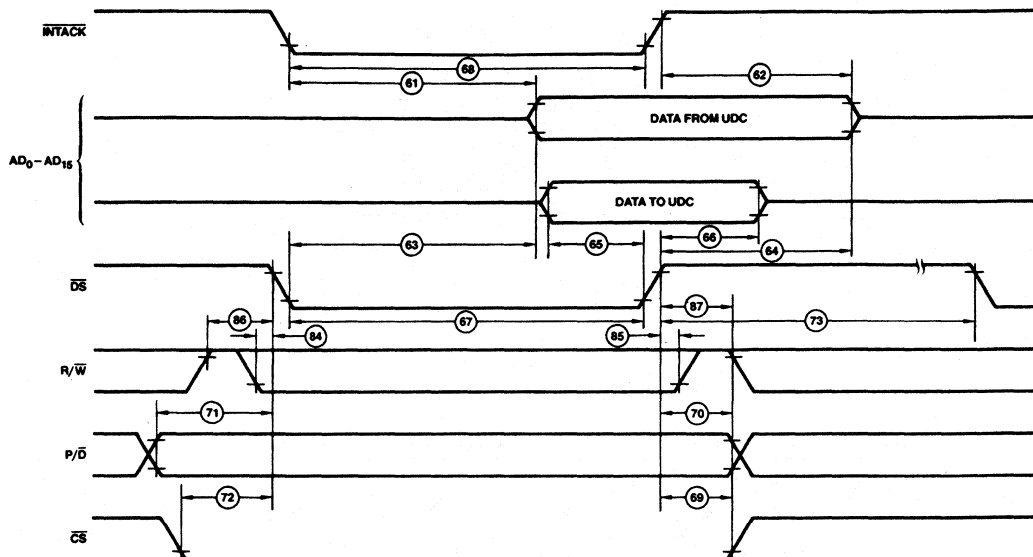 INTACK
68
61
62
DATA FROM UDC
AD0–AD15
DATA TO UDC
63
65
66
64
DS
86
84
67
85
87
73
R/W
71
70
P/D
72
69
CS